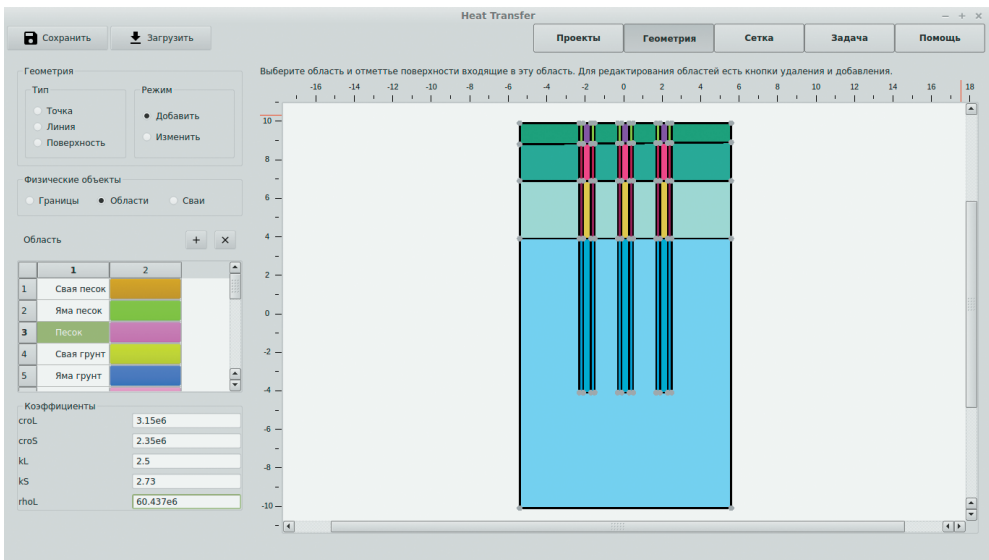 Heat Transfer
Сохранить Загрузить Проекты Геометрия Сетка Задача Помощь
Геометрия
Выберите область и отметтье поверхности входящие в эту область. Для редактирования областей есть кнопки удаления и добавления.
Тип Режим
Точка
Линия
Поверхность
Добавить
Изменить
Физические объекты
Границы Области Сваи
Область + ×
1 2
1 Свая песок
2 Яма песок
3 Песок
4 Свая грунт
5 Яма грунт
Коэффициенты
croL 3.15e6
croS 2.35e6
kL 2.5
kS 2.73
rhoL 60.437e6
-16 -14 -12 -10 -8 -6 -4 -2 0 2 4 6 8 10 12 14 16 18
10
8
6
4
2
0
-2
-4
-6
-8
-10